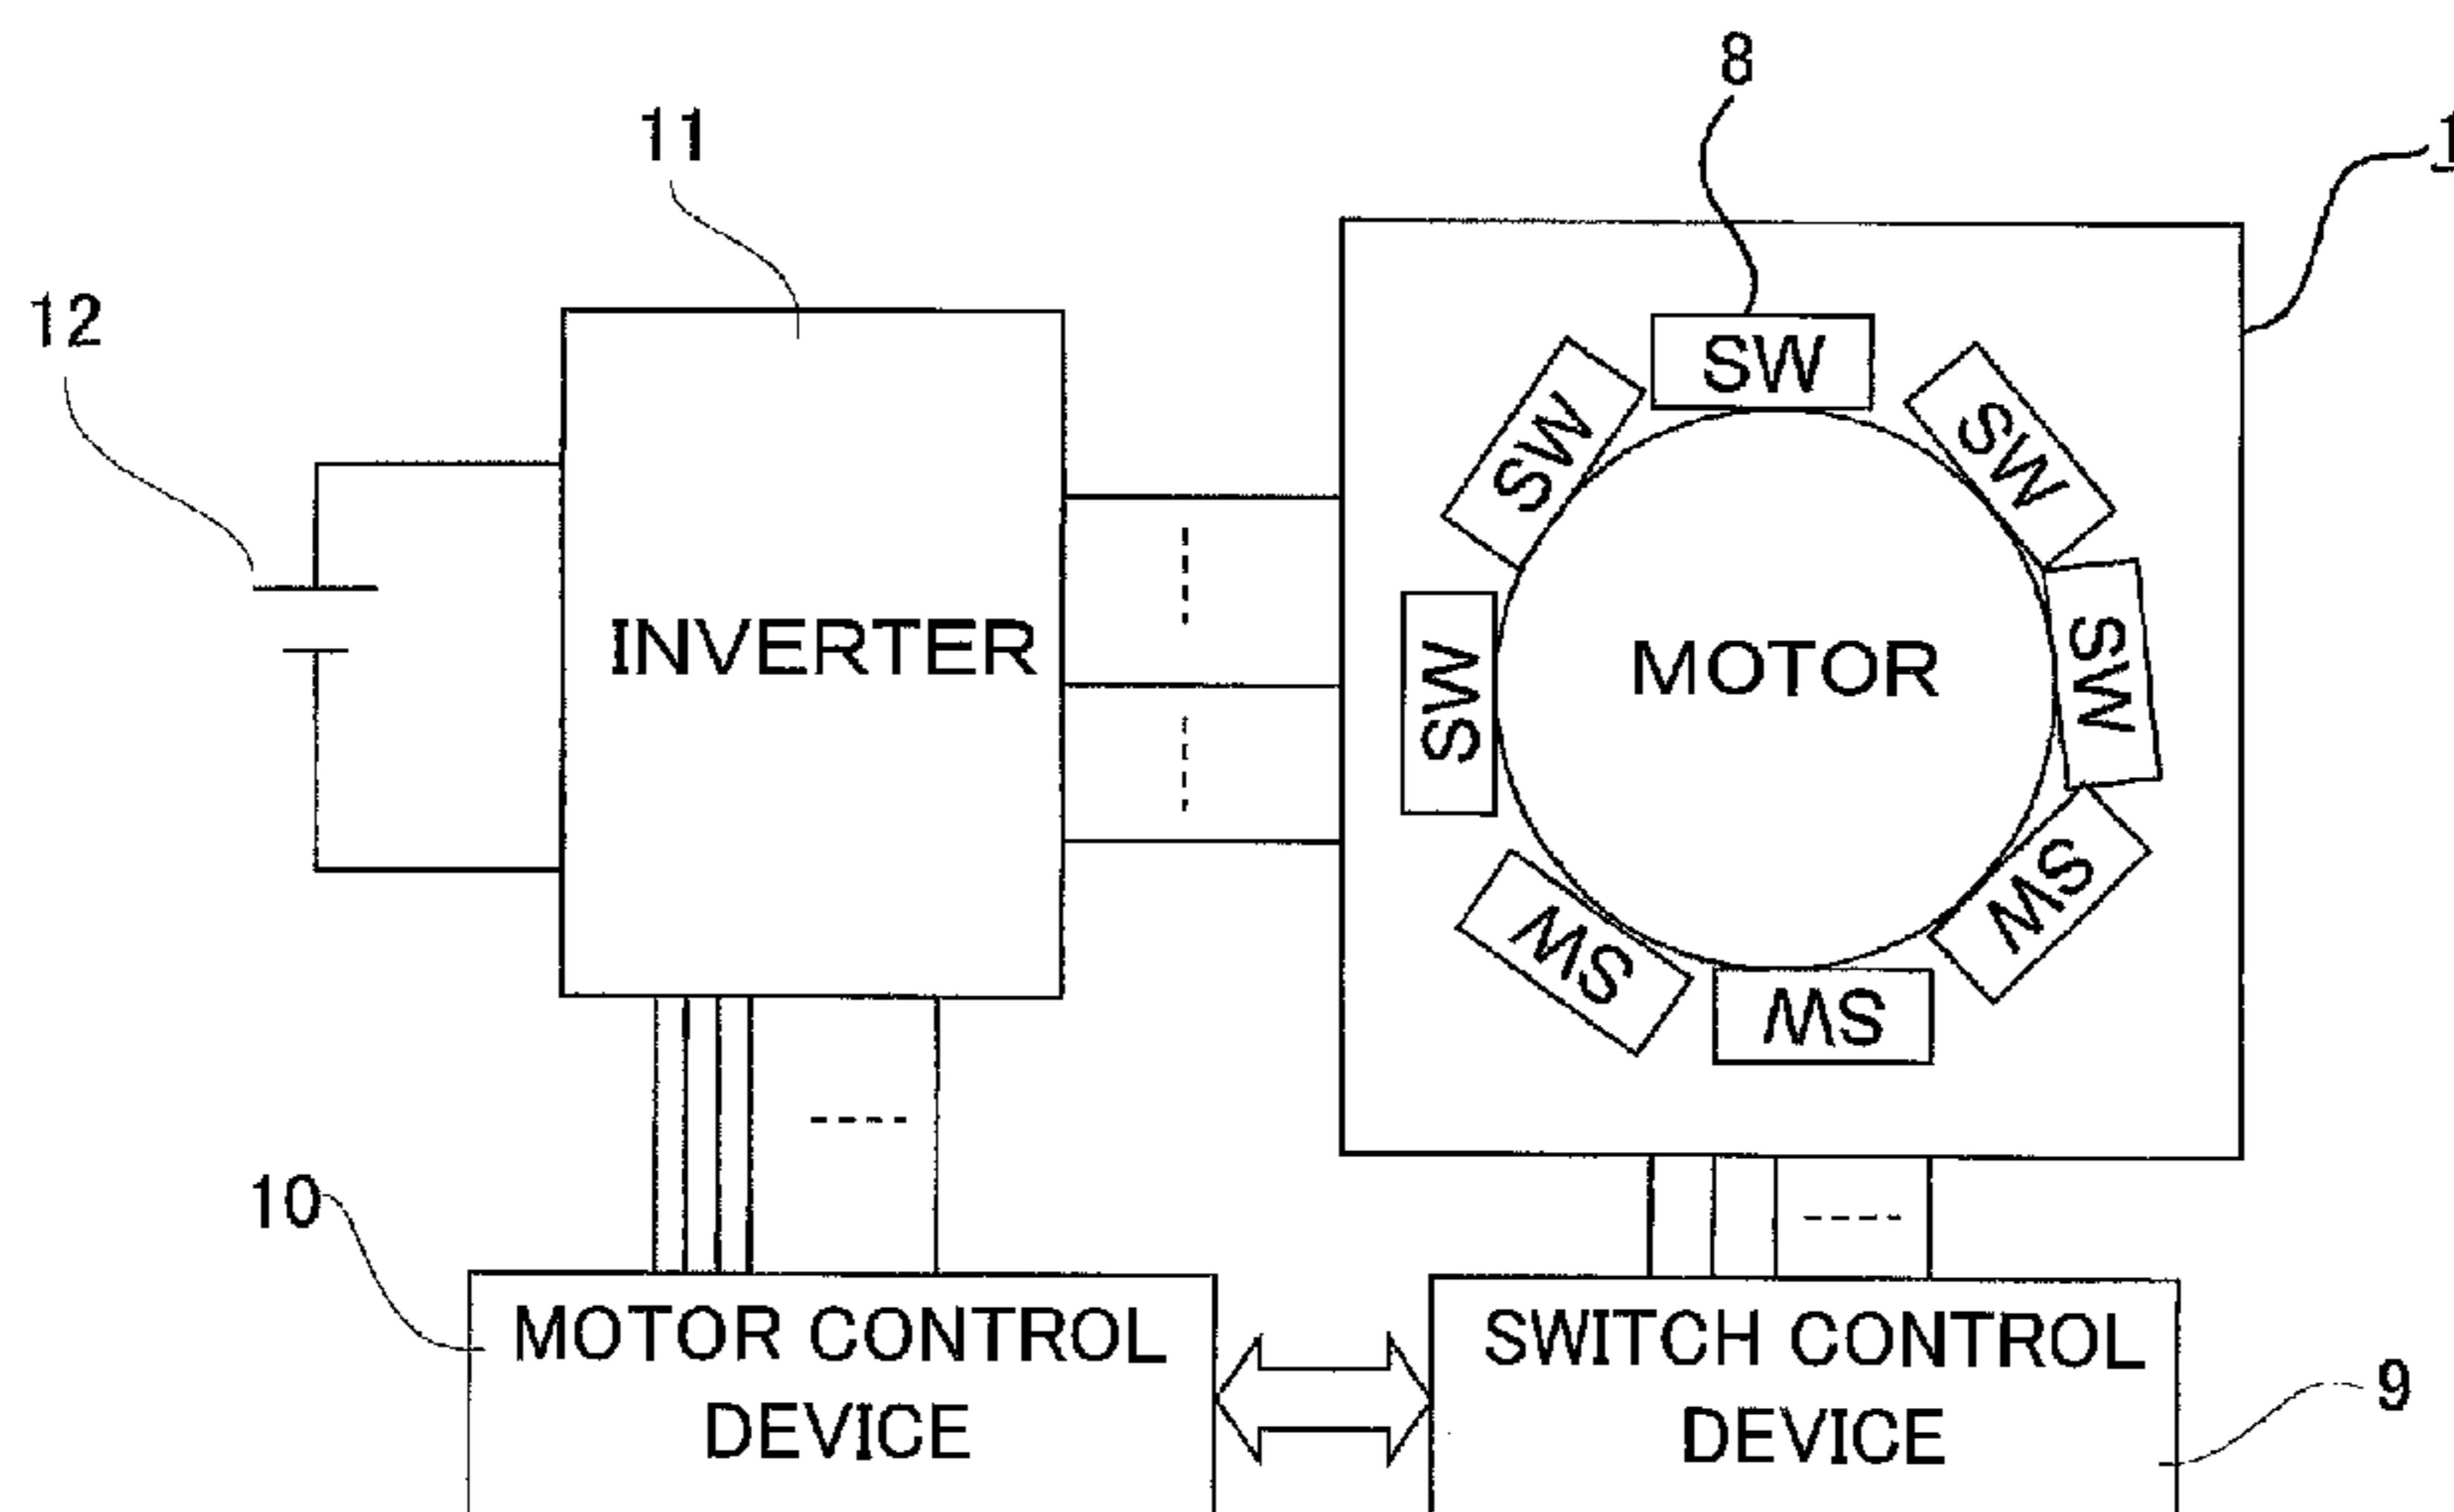 8
11
1
12
SW
SW
SW
INVERTER
MOTOR
SW
SW
SW
SW
SW
10
MOTOR CONTROL
DEVICE
SWITCH CONTROL
DEVICE
9